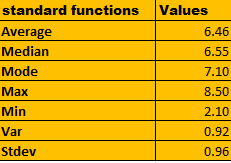 standard functions Values
Average 6.46
Median 6.55
Mode 7.10
Max 8.50
Min 2.10
Var 0.92
Stdev 0.96